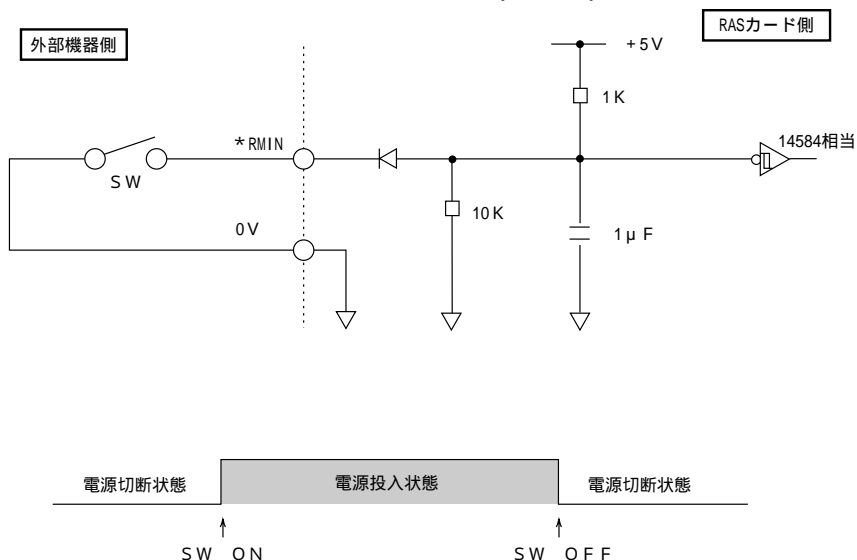 RASカード側
外部機器側
+5V
1K
*RMIN
14584相当
SW
10K
0V
1μF
電源切断状態
電源投入状態
電源切断状態
SW ON
SW OFF